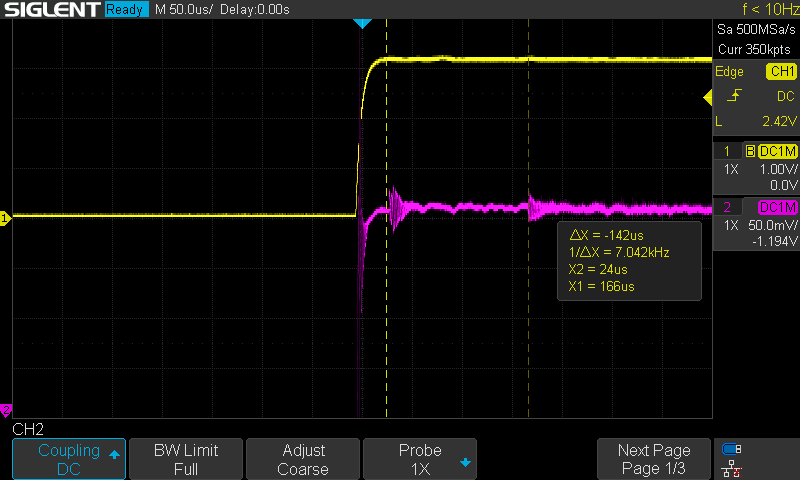 SIGLENT Ready M 50.0us/ Delay:0.00s f < 10Hz
Sa 500MSa/s
Curr 350kpts
Edge CH1
DC
L 2.42V
1 B DC1M
1X 1.00V/
0.0V
2 DC1M
1X 50.0mV/
-1.194V
1
2
ΔX = -142us
1/ΔX = 7.042kHz
X2 = 24us
X1 = 166us
CH2
Coupling
DC
BW Limit
Full
Adjust
Coarse
Probe
1X
Next Page
Page 1/3